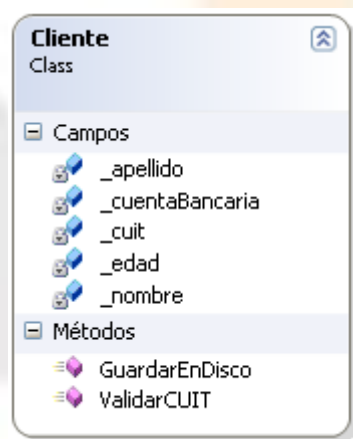 Cliente
Class
Campos
_apellido
_cuentaBancaria
_cuit
_edad
_nombre
Métodos
GuardarEnDisco
ValidarCUIT